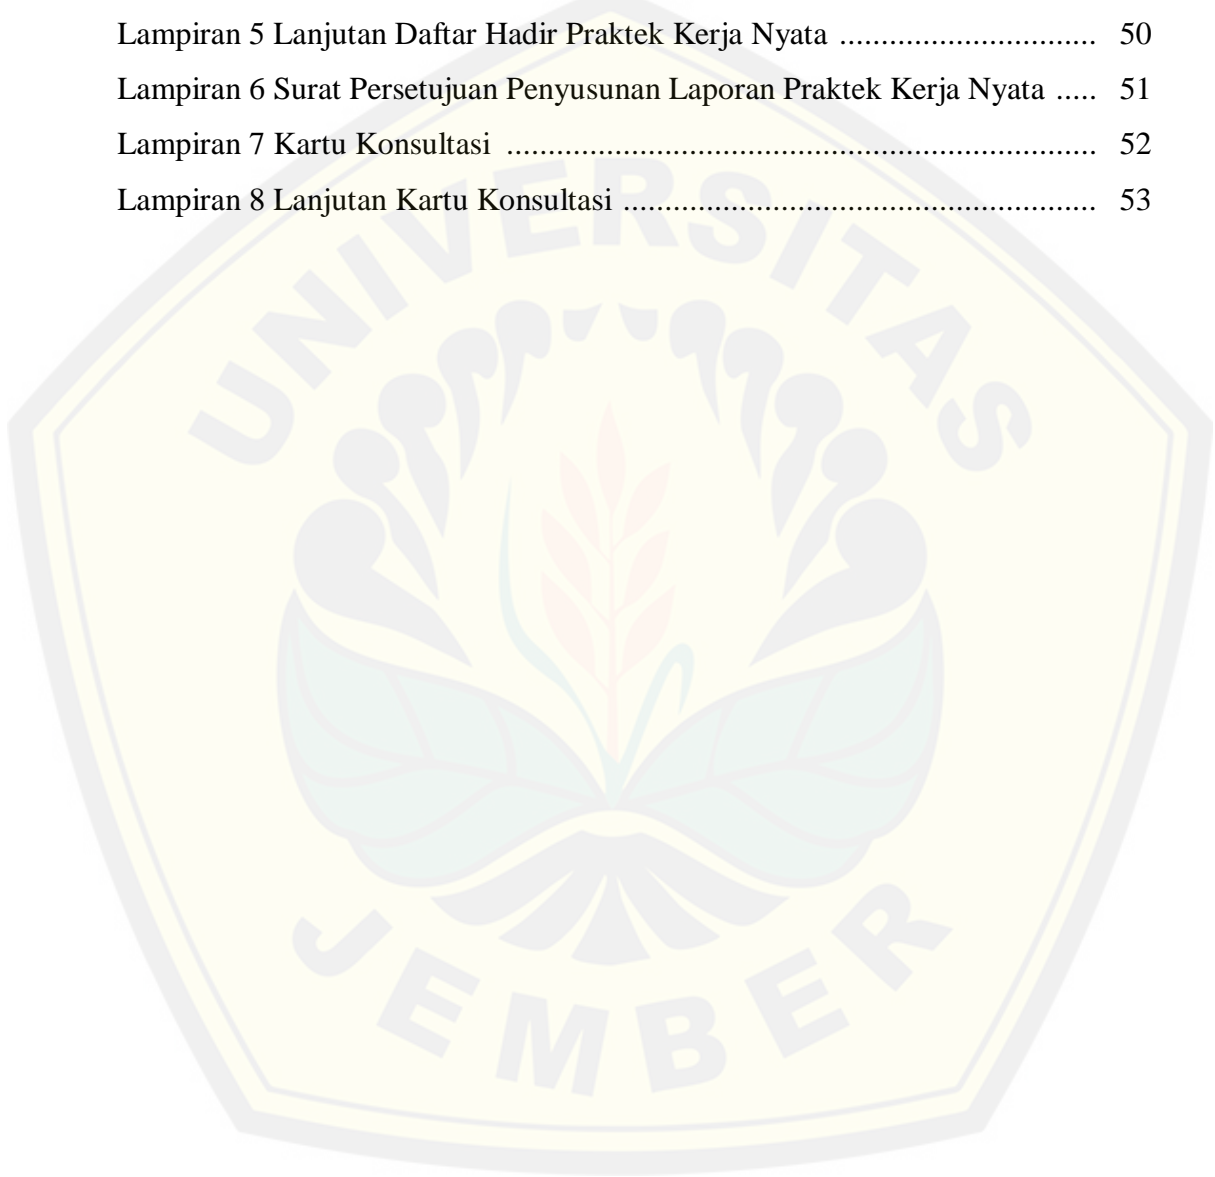 Lampiran 5 Lanjutan Daftar Hadir Praktek Kerja Nyata ............................... 50
Lampiran 6 Surat Persetujuan Penyusunan Laporan Praktek Kerja Nyata ..... 51
Lampiran 7 Kartu Konsultasi ....................................................................... 52
Lampiran 8 Lanjutan Kartu Konsultasi ......................................................... 53
UNIVERSITAS
JEMBER